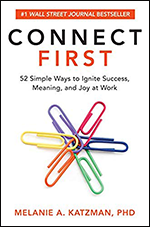 #1 WALL STREET JOURNAL BESTSELLER
CONNECT
FIRST
52 Simple Ways to Ignite Success,
Meaning, and Joy at Work
MELANIE A. KATZMAN, PHD